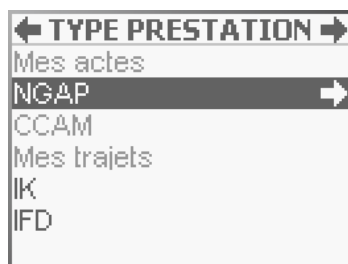 TYPE PRESTATION
Mes actes
NGAP
CCAM
Mes trajets
IK
IFD